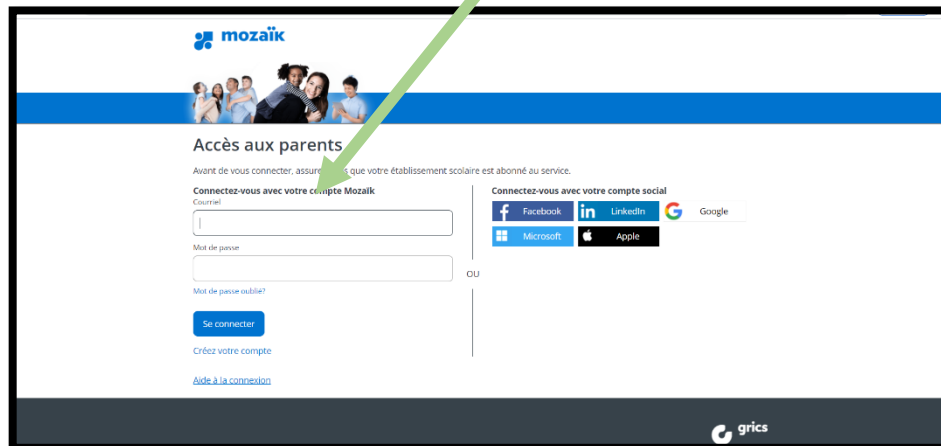 mozaïk
Accès aux parents
Avant de vous connecter, que votre établissement scolaire est abonné au service.
Connectez-vous avec votre compte Mozaïk
Courriel
Mot de passe
Mot de passe oublié?
Se connecter
Créez votre compte
Aide à la connexion
OU
Connectez-vous avec votre compte social
Facebook
LinkedIn
Google
Microsoft
Apple
grics